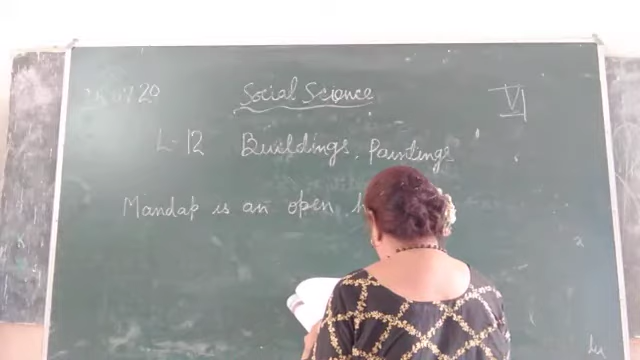 Social Science
VI
L-12 Buildings, Paintings
Mandap is an open